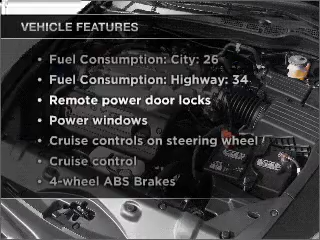 VEHICLE FEATURES
• Fuel Consumption: City: 26
• Fuel Consumption: Highway: 34
• Remote power door locks
• Power windows
• Cruise controls on steering wheel
• Cruise control
• 4-wheel ABS Brakes